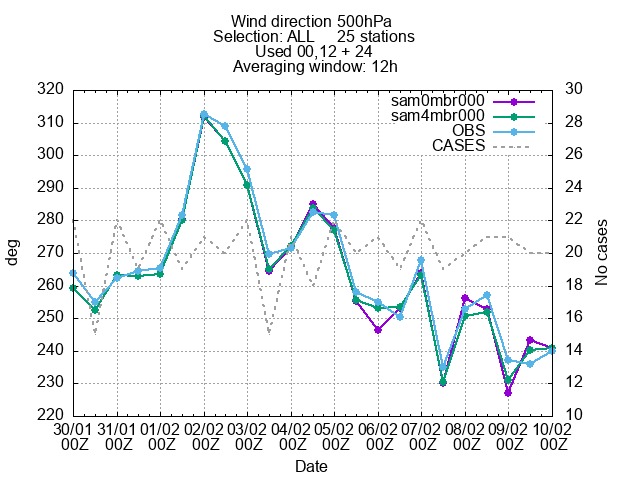 Wind direction 500hPa
Selection: ALL 25 stations
Used 00,12 + 24
Averaging window: 12h
sam0mbr000
sam4mbr000
OBS
CASES
320
310
300
290
280
270
260
250
240
230
220
deg
30
28
26
24
22
20
18
16
14
12
10
No cases
30/01 31/01 01/02 02/02 03/02 04/02 05/02 06/02 07/02 08/02 09/02 10/02
00Z 00Z 00Z 00Z 00Z 00Z 00Z 00Z 00Z 00Z 00Z 00Z
Date